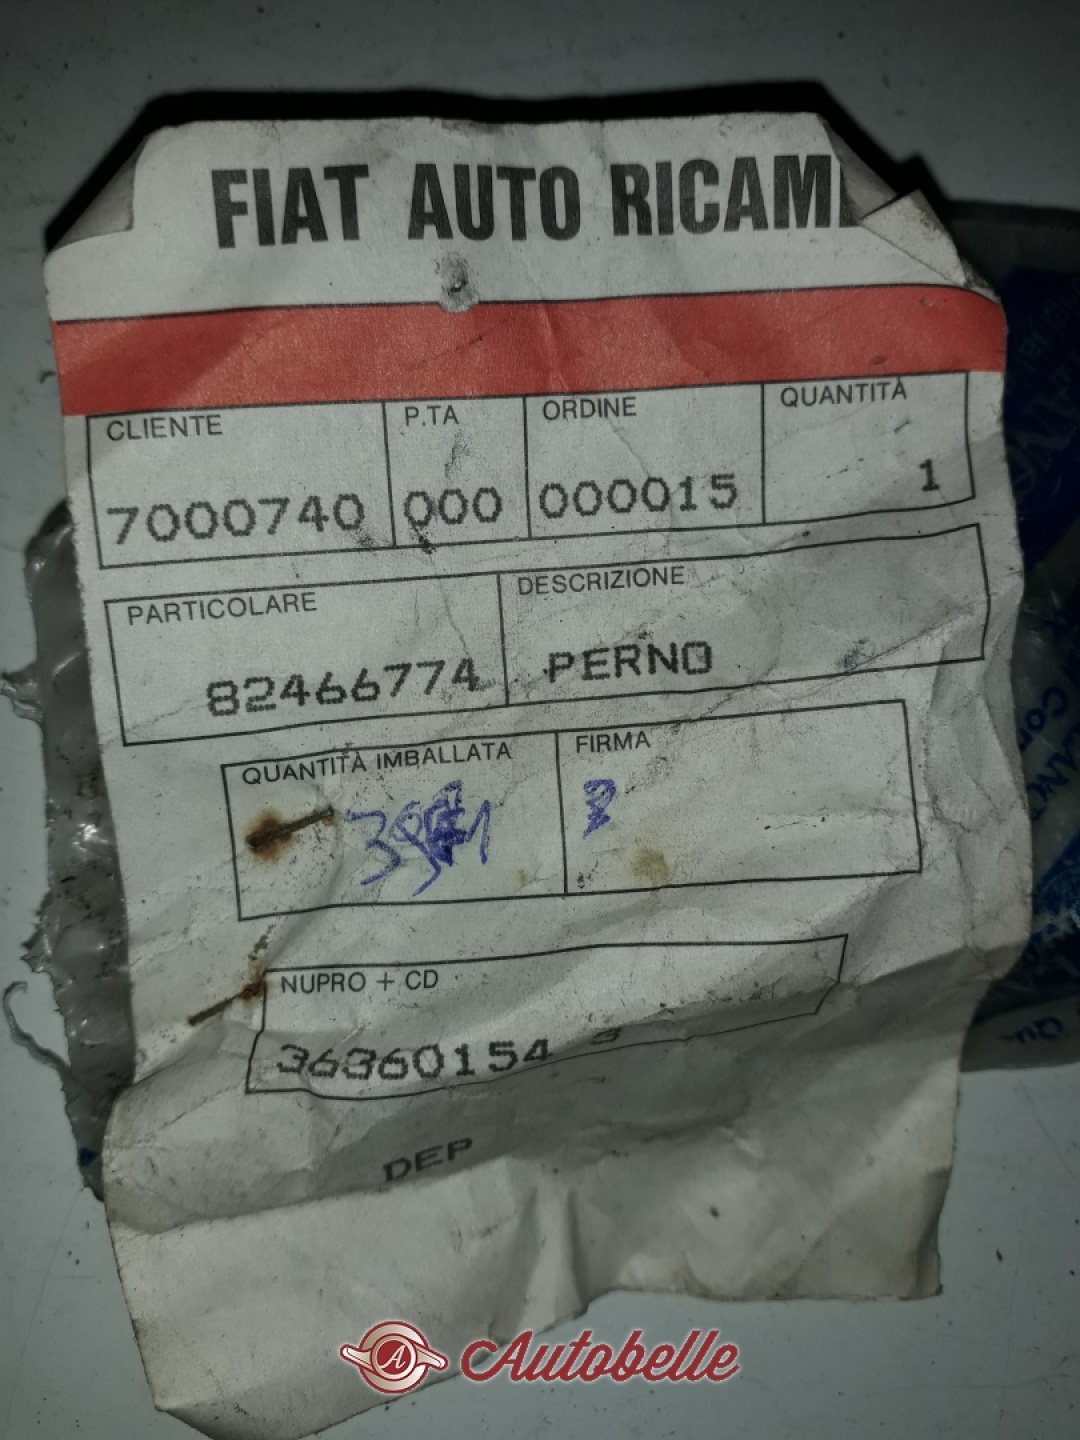 FIAT AUTO RICAMI
CLIENTE P.TA ORDINE QUANTITÀ
7000740 000 000015 1
PARTICOLARE DESCRIZIONE
82466774 PERNO
QUANTITÀ IMBALLATA FIRMA
NUPRO + CD
36360154 3
DEP
A Autobelle